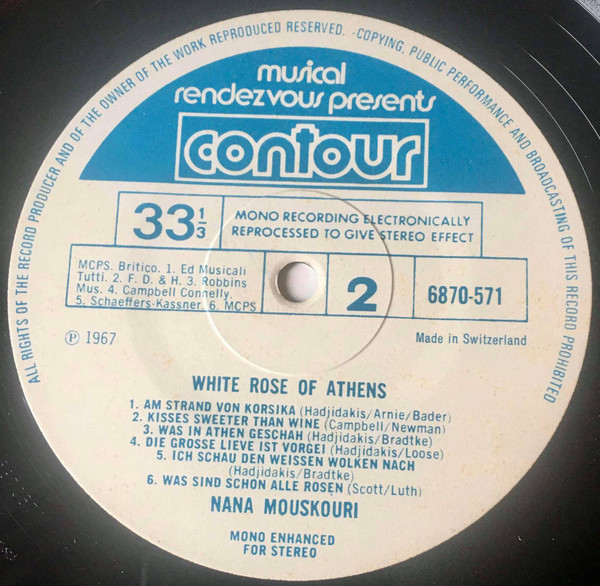 ALL RIGHTS OF THE RECORD PRODUCER AND OF THE OWNER OF THE WORK REPRODUCED RESERVED. -COPYING, PUBLIC PERFORMANCE AND BROADCASTING OF THIS RECORD PROHIBITED
musical
rendezvous presents
contour
33 1/3
MONO RECORDING ELECTRONICALLY
REPROCESSED TO GIVE STEREO EFFECT
MCPS. Britico. 1. Ed Musicali
Tutti. 2. F. D. & H. 3. Robbins
Mus. 4. Campbell Connelly.
5. Schaeffers-Kassner. 6. MCPS
2
6870-571
Ⓟ 1967
Made in Switzerland
WHITE ROSE OF ATHENS
1. AM STRAND VON KORSIKA (Hadjidakis/Arnie/Bader)
2. KISSES SWEETER THAN WINE (Campbell/Newman)
3. WAS IN ATHEN GESCHAH (Hadjidakis/Bradtke)
4. DIE GROSSE LIEVE IST VORGEI (Hadjidakis/Loose)
5. ICH SCHAU DEN WEISSEN WOLKEN NACH
(Hadjidakis/Bradtke)
6. WAS SIND SCHON ALLE ROSEN (Scott/Luth)
NANA MOUSKOURI
MONO ENHANCED
FOR STEREO